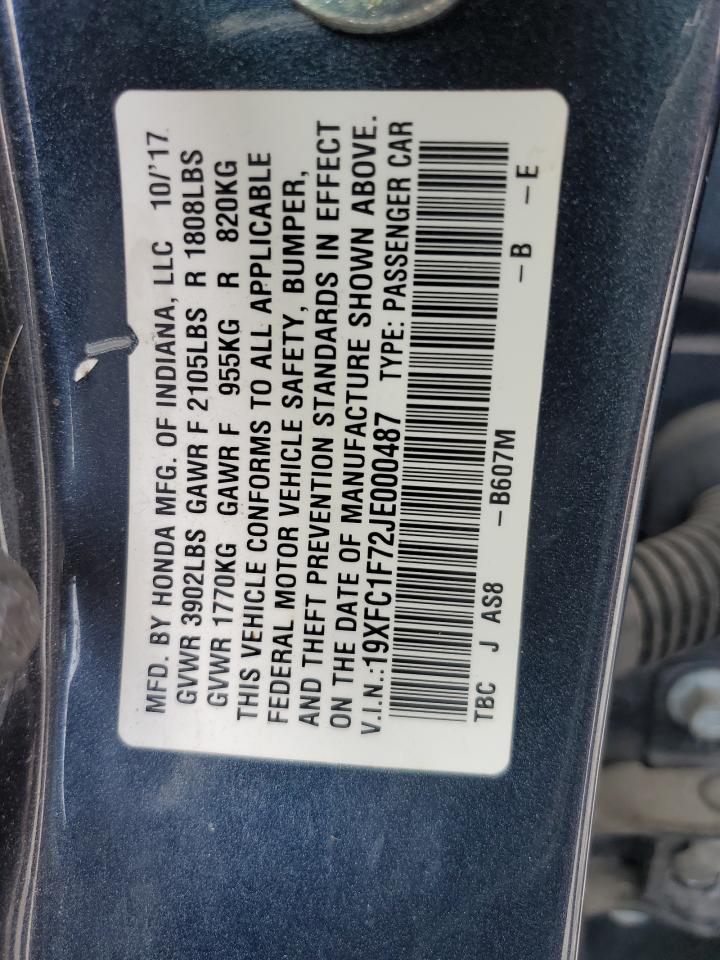 MFD. BY HONDA MFG. OF INDIANA, LLC 10/'17
GVWR 3902LBS GAWR F 2105LBS R 1808LBS
GVWR 1770KG GAWR F 955KG R 820KG
THIS VEHICLE CONFORMS TO ALL APPLICABLE
FEDERAL MOTOR VEHICLE SAFETY, BUMPER,
AND THEFT PREVENTION STANDARDS IN EFFECT
ON THE DATE OF MANUFACTURE SHOWN ABOVE.
V.I.N.:19XFC1F72JE000487 TYPE: PASSENGER CAR
TBC J AS8 -B607M -B -E